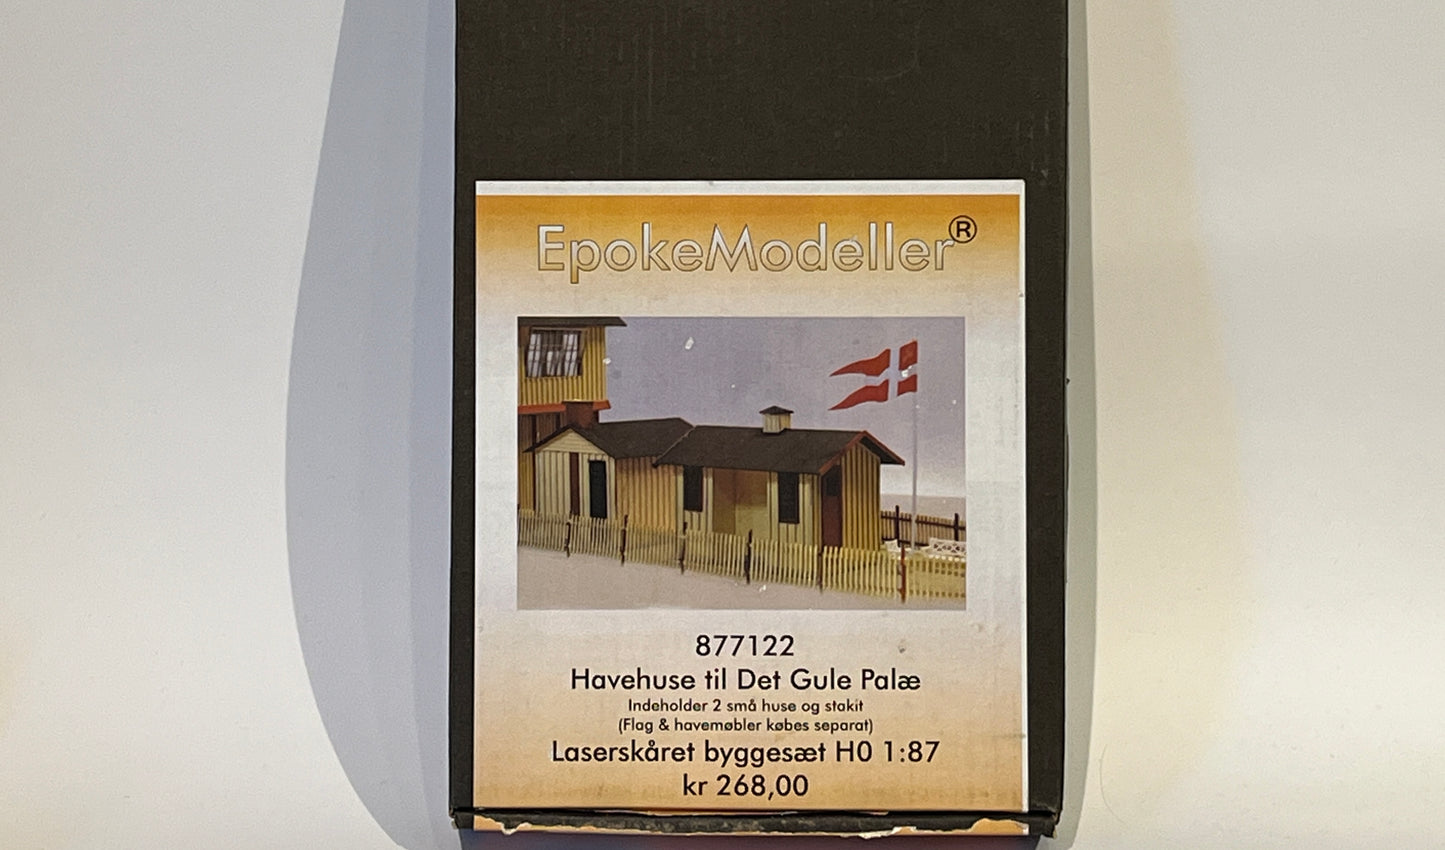 EpokeModeller®
877122
Havehuse til Det Gule Palæ
Indeholder 2 små huse og stakit
(Flag & havemøbler købes separat)
Laserskåret byggesæt H0 1:87
kr 268,00